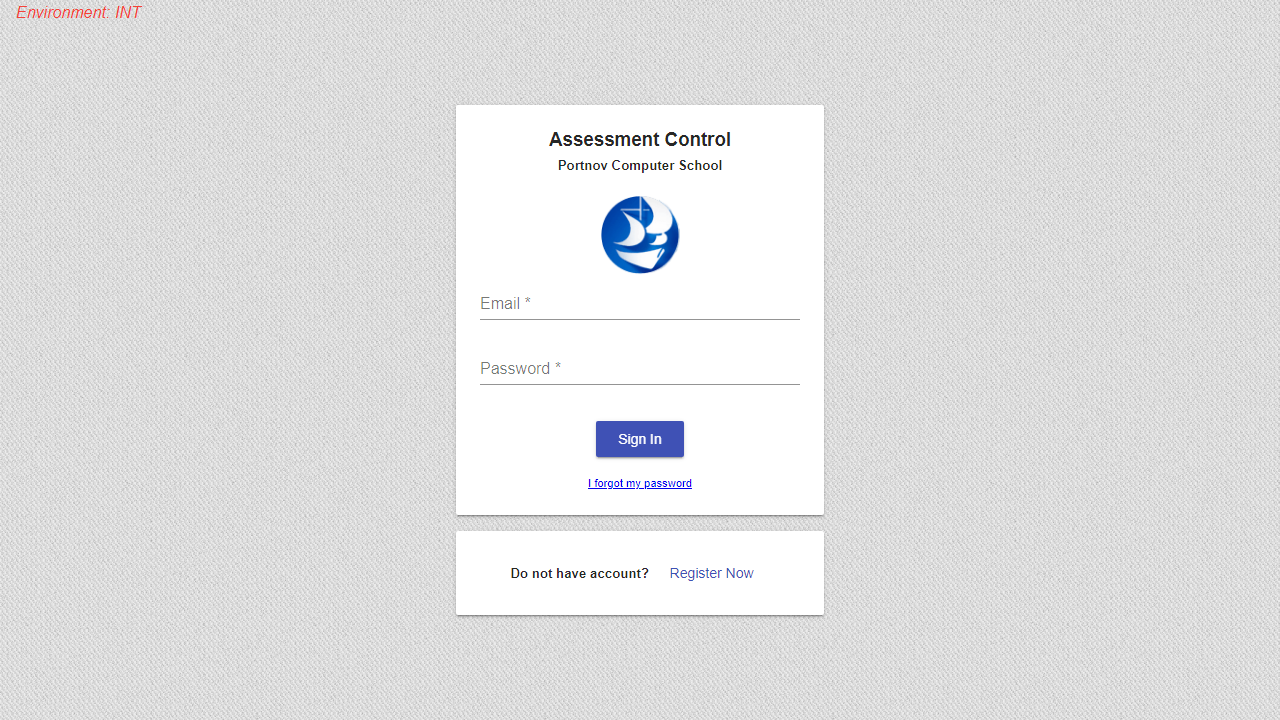 Environment: INT
Assessment Control
Portnov Computer School
Email *
Password *
Sign In
I forgot my password
Do not have account? Register Now